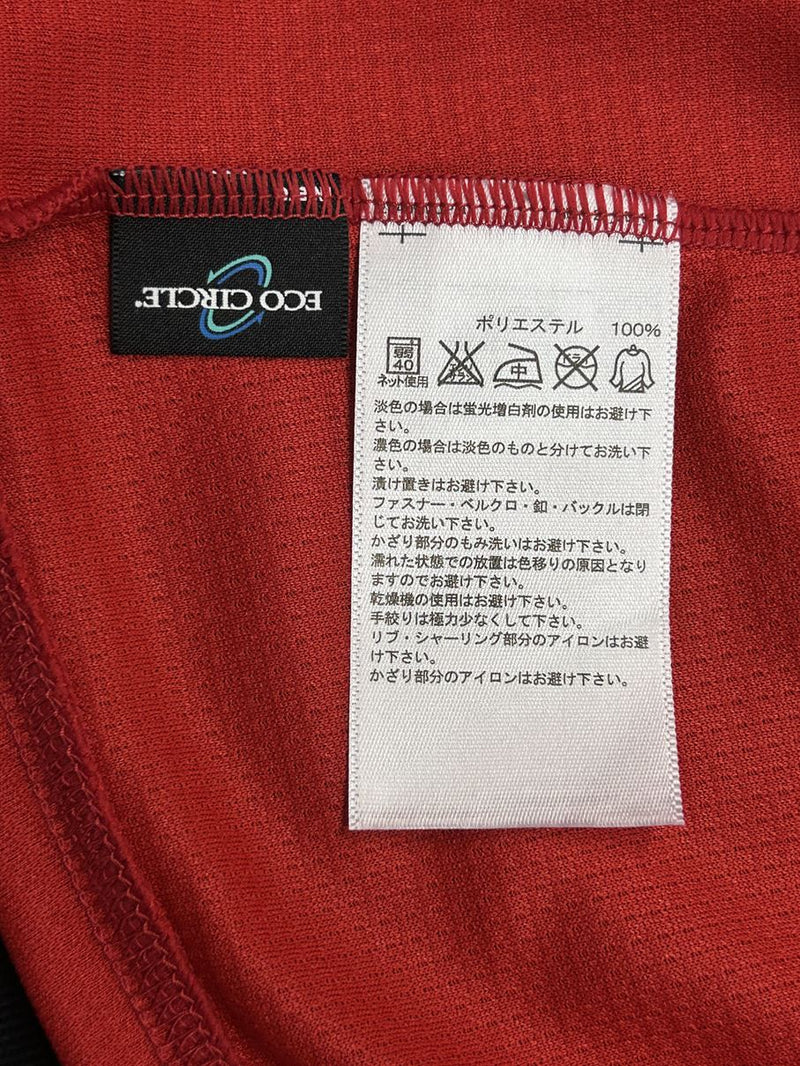 ECO CIRCLE®
ポリエステル 100%
弱
40
ネット使用
エンソ
サラシ
中
ドライ
淡色の場合は蛍光増白剤の使用はお避け下
さい。
濃色の場合は淡色のものと分けてお洗い下
さい。
漬け置きはお避け下さい。
ファスナー・ベルクロ・釦・バックルは閉
じてお洗い下さい。
かざり部分のもみ洗いはお避け下さい。
濡れた状態での放置は色移りの原因となり
ますのでお避け下さい。
乾燥機の使用はお避け下さい。
手絞りは極力少なくして下さい。
リブ・シャーリング部分のアイロンはお避
け下さい。
かざり部分のアイロンはお避け下さい。